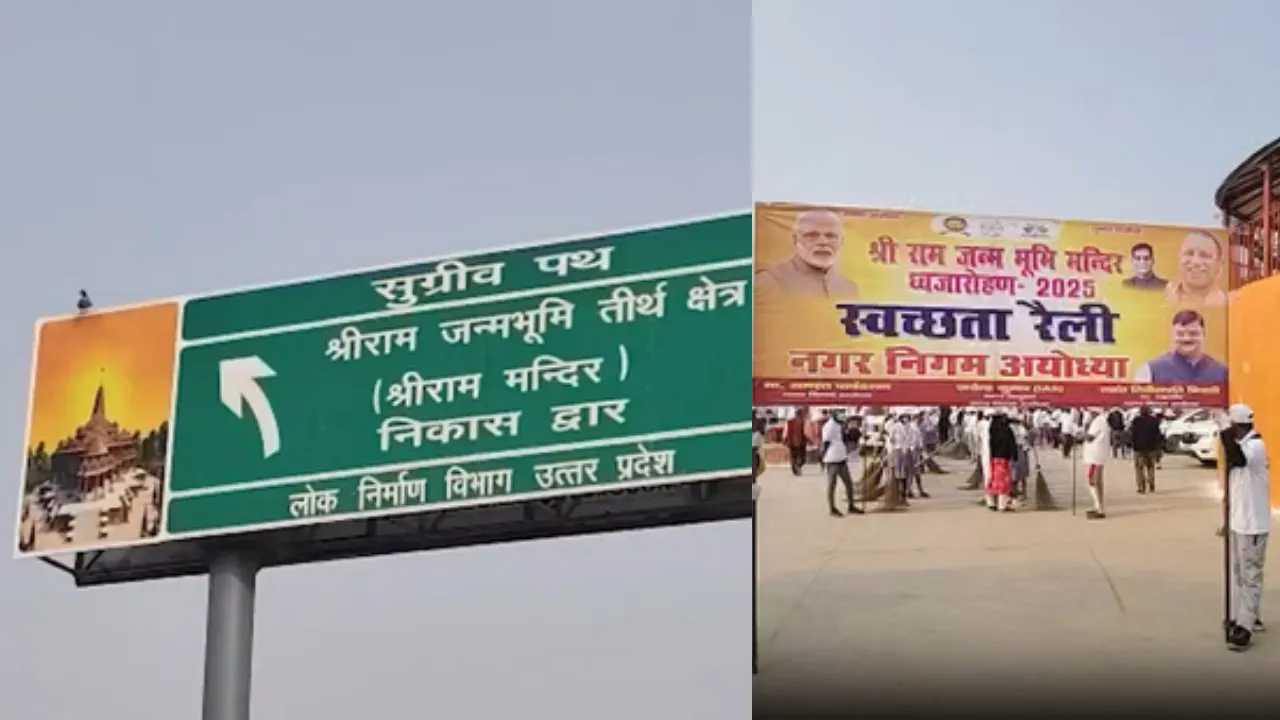 सुग्रीव पथ
श्रीराम जन्मभूमि तीर्थ क्षेत्र
(श्रीराम मन्दिर)
निकास द्वार
लोक निर्माण विभाग उत्तर प्रदेश
श्री राम जन्म भूमि मन्दिर
ध्वजारोहण- 2025
स्वच्छता रैली
नगर निगम अयोध्या